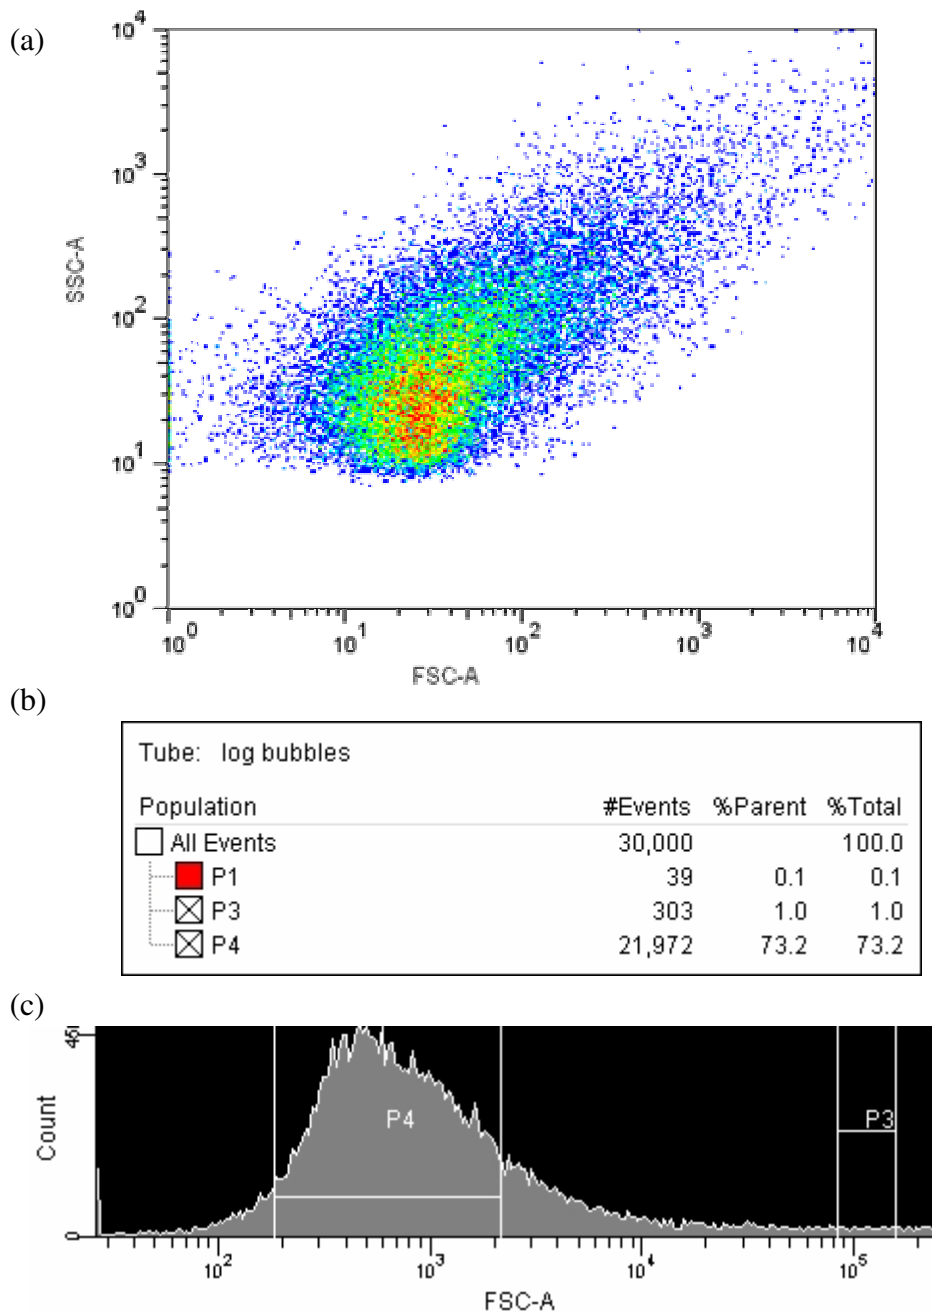 (a)
10^4
10^3
SSC-A
10^2
10^1
10^0
10^0 10^1 10^2 10^3 10^4
FSC-A
(b)
Tube: log bubbles
Population #Events %Parent %Total
All Events 30,000 100.0
P1 39 0.1 0.1
P3 303 1.0 1.0
P4 21,972 73.2 73.2
(c)
45
Count
0
P4 P3
10^2 10^3 10^4 10^5
FSC-A